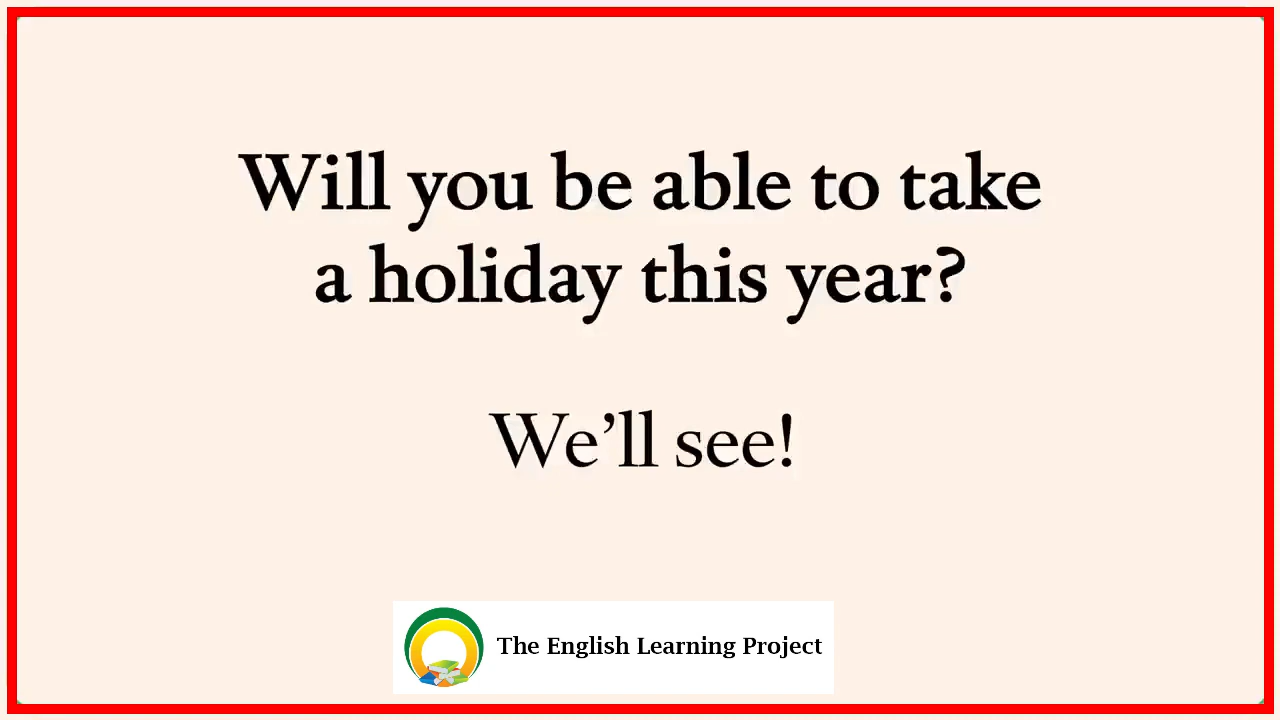 Will you be able to take
a holiday this year?
We’ll see!
The English Learning Project